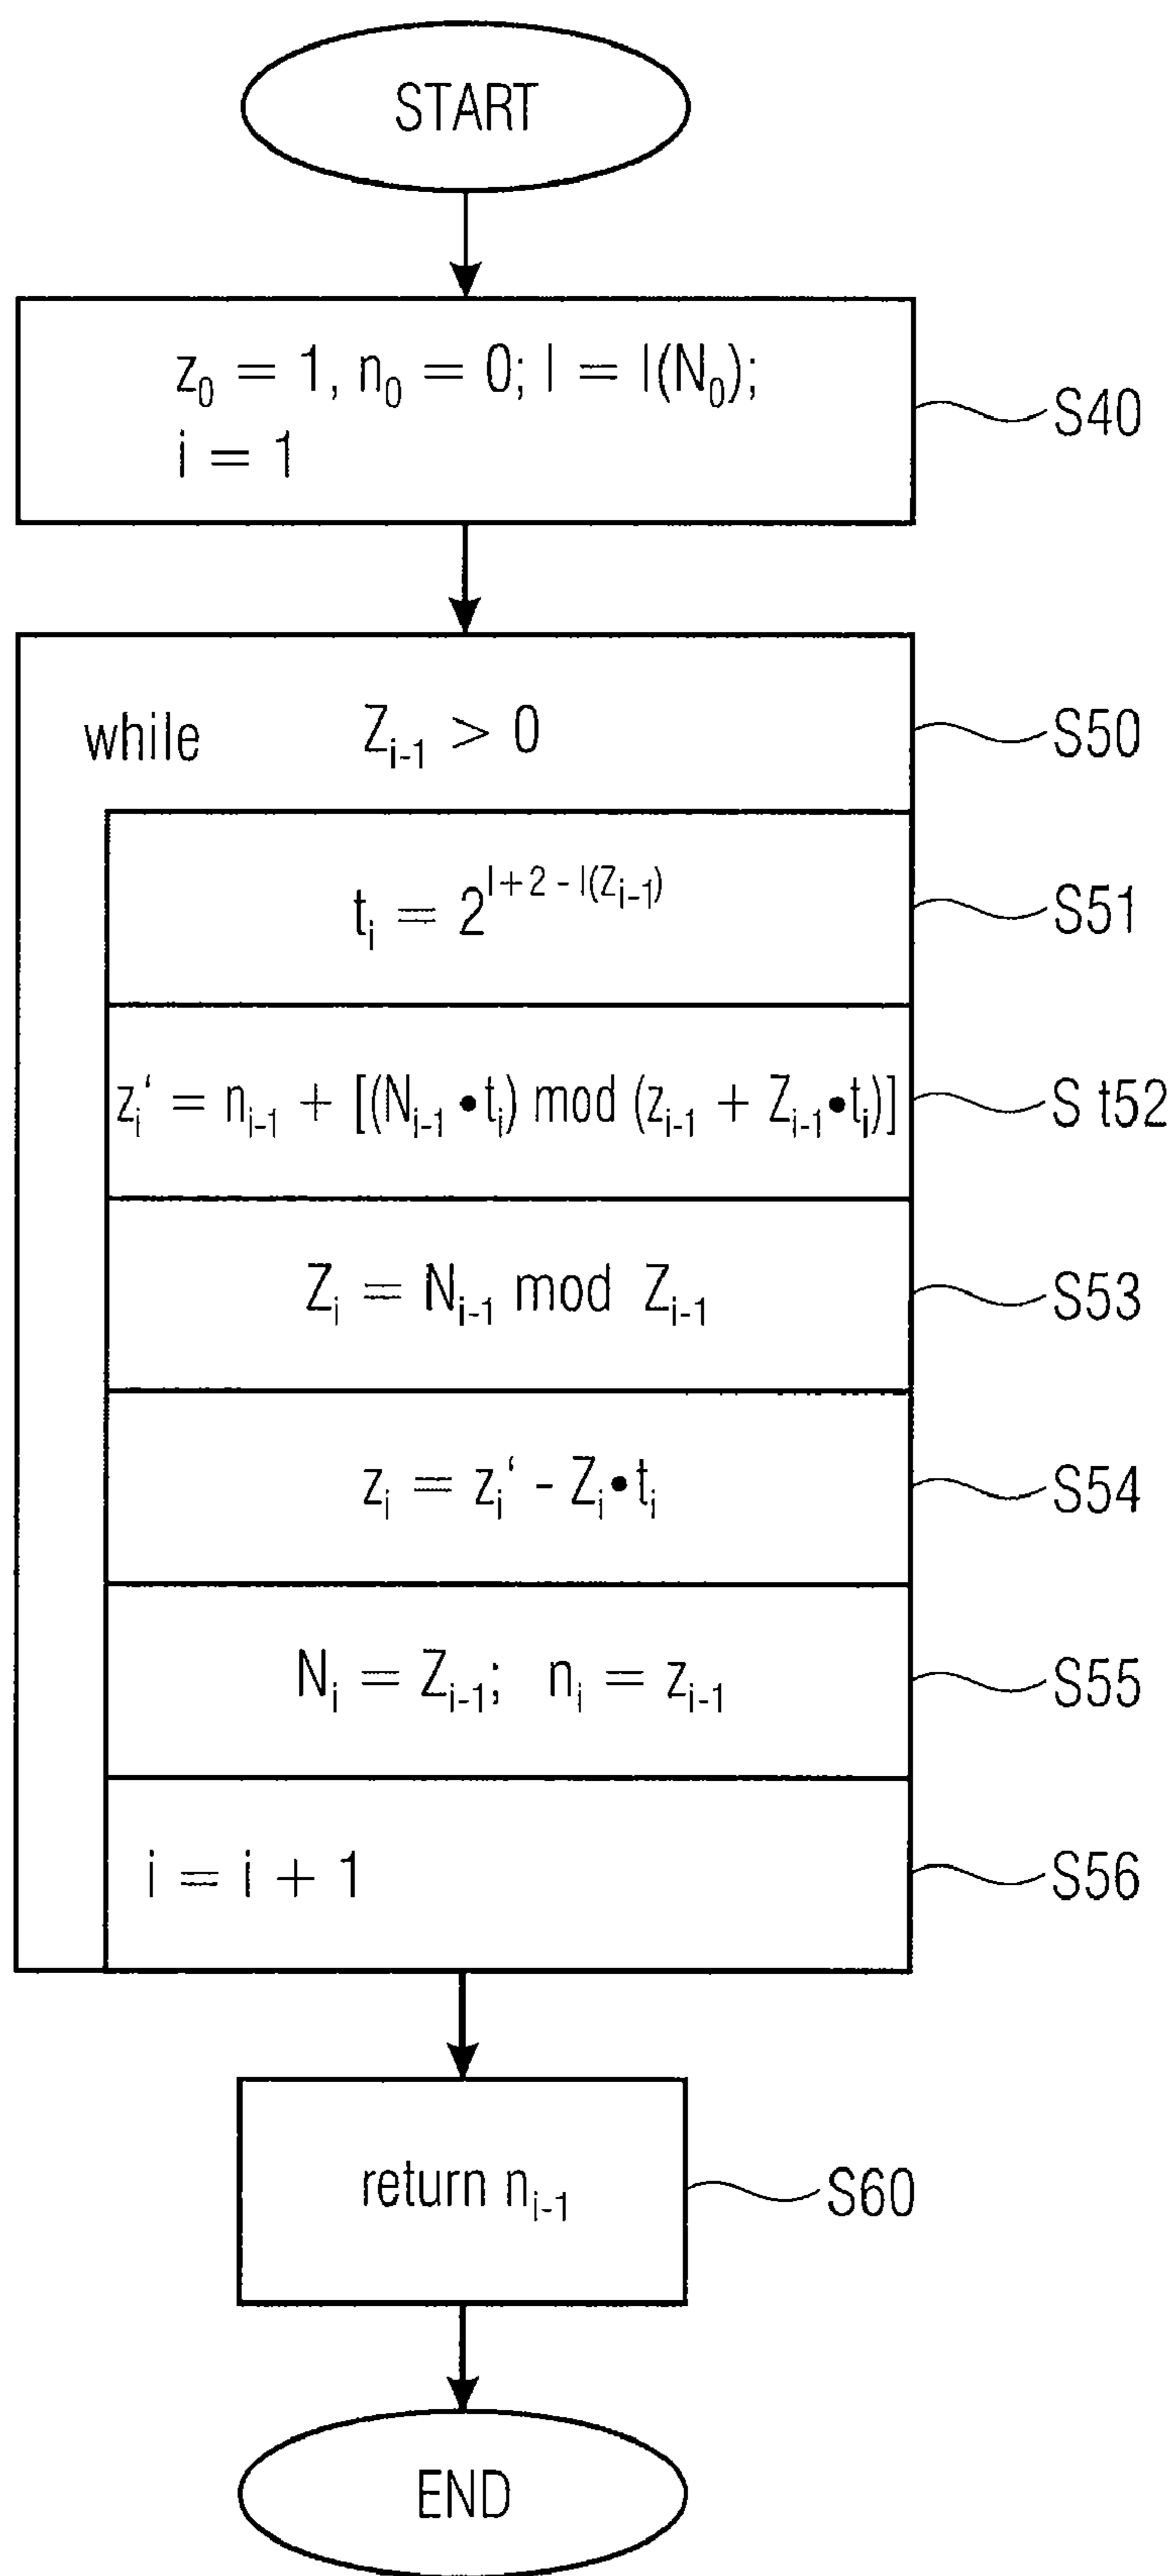 START
z₀ = 1, n₀ = 0; l = l(N₀);
i = 1
S40
while Zᵢ₋₁ > 0
S50
tᵢ = 2^(l + 2 - l(Zᵢ₋₁))
S51
zᵢ‘ = nᵢ₋₁ + [(Nᵢ₋₁ • tᵢ) mod (zᵢ₋₁ + Zᵢ₋₁ • tᵢ)]
S t52
Zᵢ = Nᵢ₋₁ mod Zᵢ₋₁
S53
zᵢ = zᵢ‘ - Zᵢ • tᵢ
S54
Nᵢ = Zᵢ₋₁; nᵢ = zᵢ₋₁
S55
i = i + 1
S56
return nᵢ₋₁
S60
END